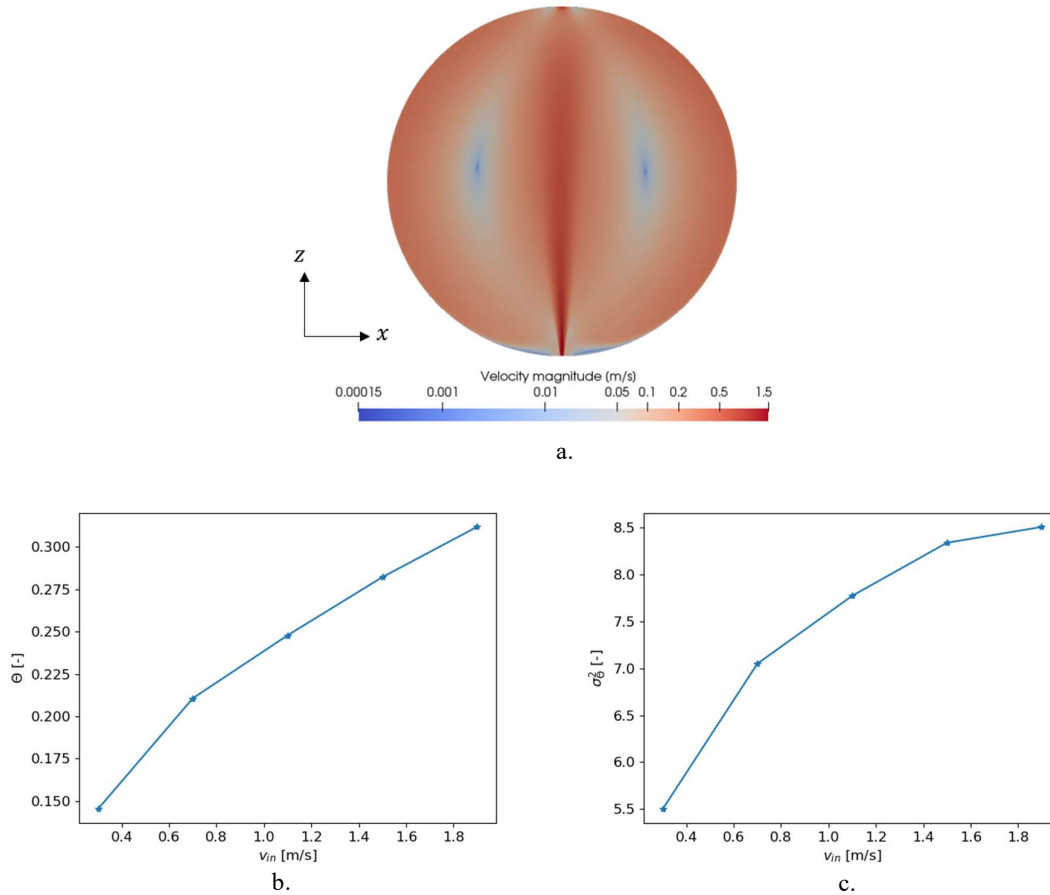 z
x
Velocity magnitude (m/s)
0.00015 0.001 0.01 0.05 0.1 0.2 0.5 1.5
a.
0.300
0.275
0.250
0.225
0.200
0.175
0.150
Θ [-]
0.4 0.6 0.8 1.0 1.2 1.4 1.6 1.8
v_in [m/s]
b.
8.5
8.0
7.5
7.0
6.5
6.0
5.5
σ²_Θ [-]
0.4 0.6 0.8 1.0 1.2 1.4 1.6 1.8
v_in [m/s]
c.